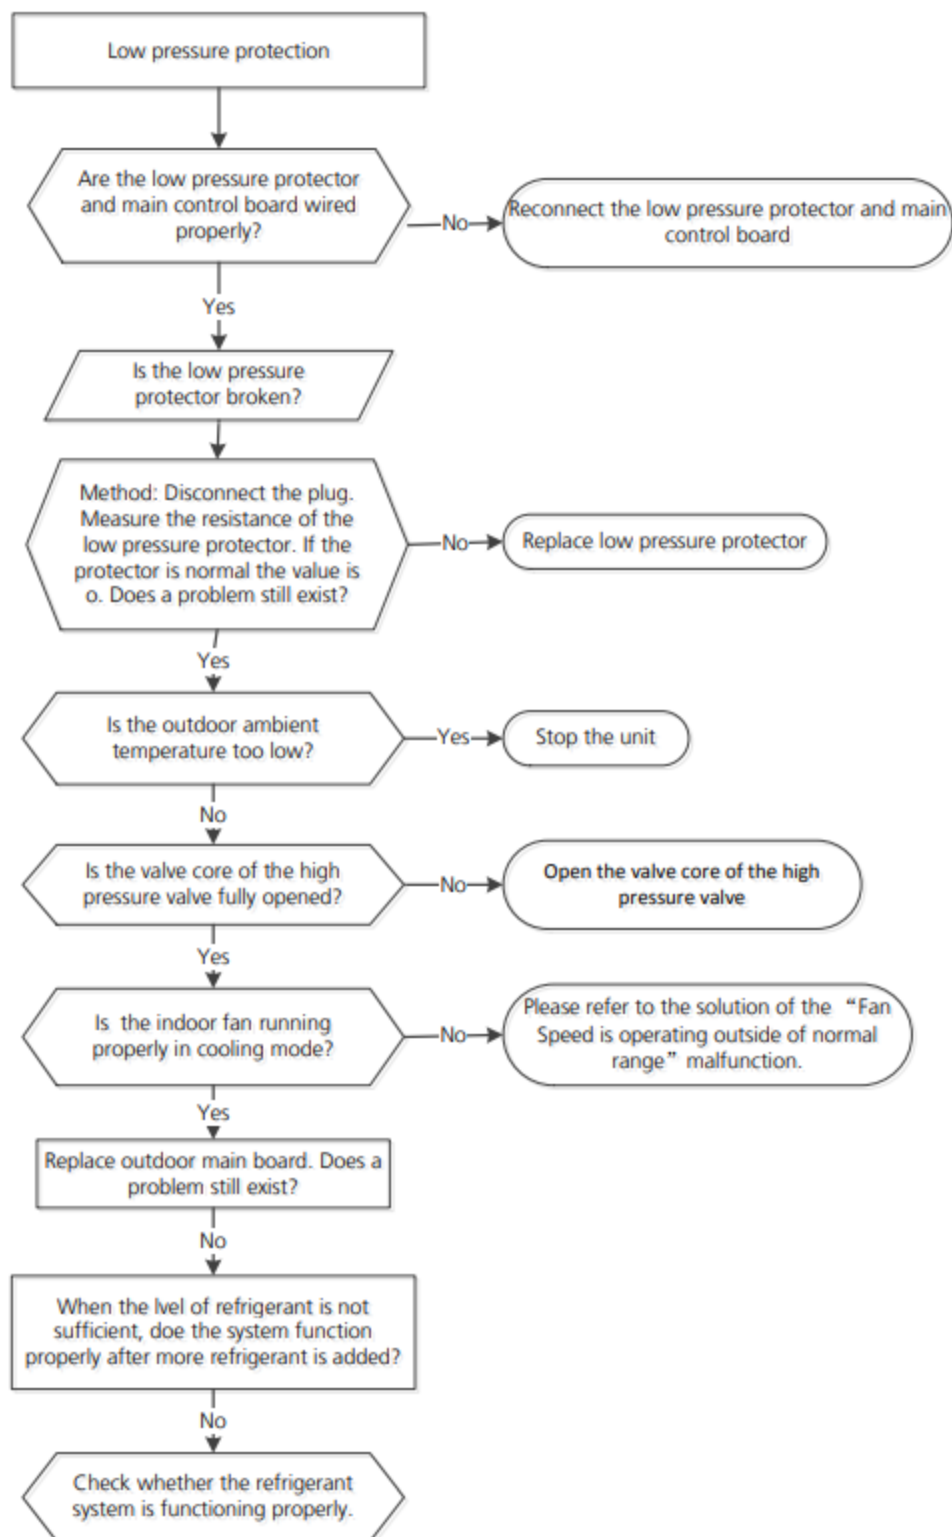 Low pressure protection
Are the low pressure protector
and main control board wired
properly?
No
Reconnect the low pressure protector and main
control board
Yes
Is the low pressure
protector broken?
Method: Disconnect the plug.
Measure the resistance of the
low pressure protector. If the
protector is normal the value is
o. Does a problem still exist?
No
Replace low pressure protector
Yes
Is the outdoor ambient
temperature too low?
Yes
Stop the unit
No
Is the valve core of the high
pressure valve fully opened?
No
Open the valve core of the high
pressure valve
Yes
Is the indoor fan running
properly in cooling mode?
No
Please refer to the solution of the “Fan
Speed is operating outside of normal
range” malfunction.
Yes
Replace outdoor main board. Does a
problem still exist?
No
When the lvel of refrigerant is not
sufficient, doe the system function
properly after more refrigerant is added?
No
Check whether the refrigerant
system is functioning properly.